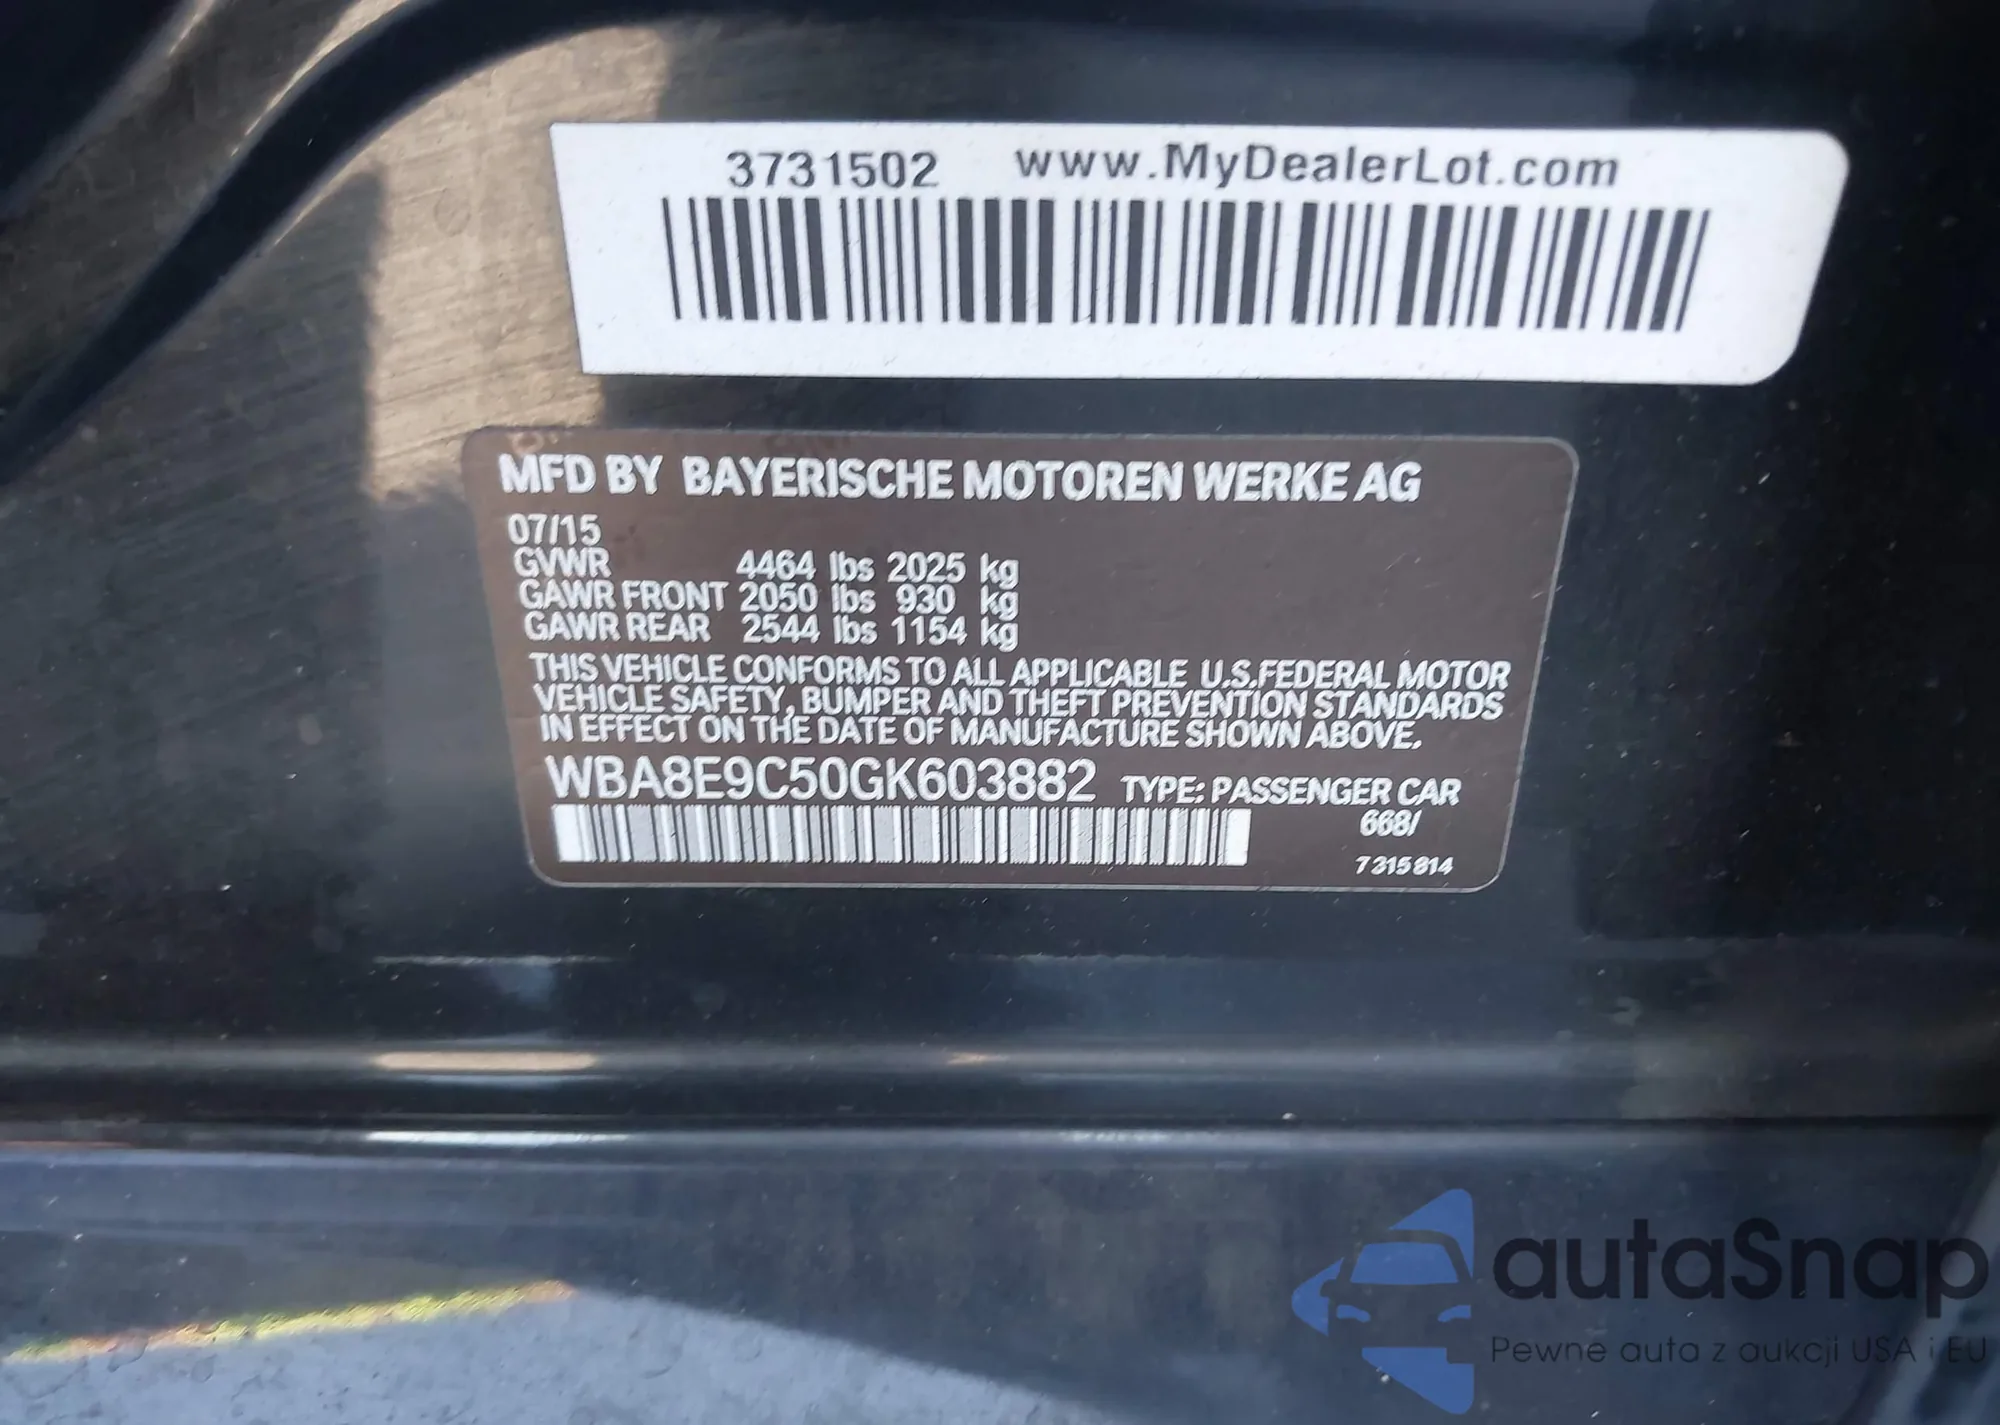 3731502 www.MyDealerLot.com
MFD BY BAYERISCHE MOTOREN WERKE AG
07/15
GVWR 4464 lbs 2025 kg
GAWR FRONT 2050 lbs 930 kg
GAWR REAR 2544 lbs 1154 kg
THIS VEHICLE CONFORMS TO ALL APPLICABLE U.S.FEDERAL MOTOR
VEHICLE SAFETY, BUMPER AND THEFT PREVENTION STANDARDS
IN EFFECT ON THE DATE OF MANUFACTURE SHOWN ABOVE.
WBA8E9C50GK603882 TYPE: PASSENGER CAR
668/
7315814
autaSnap
Pewne auta z aukcji USA i EU